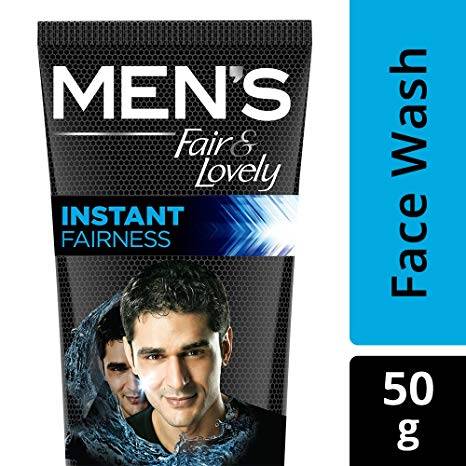 MEN'S
Fair & Lovely
INSTANT
FAIRNESS
Face Wash
50
g